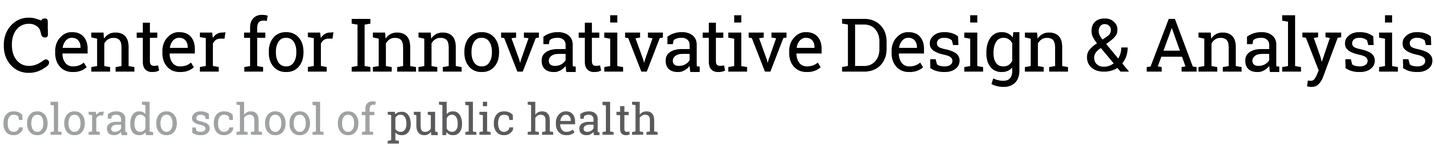 Center for Innovativative Design & Analysis
colorado school of public health